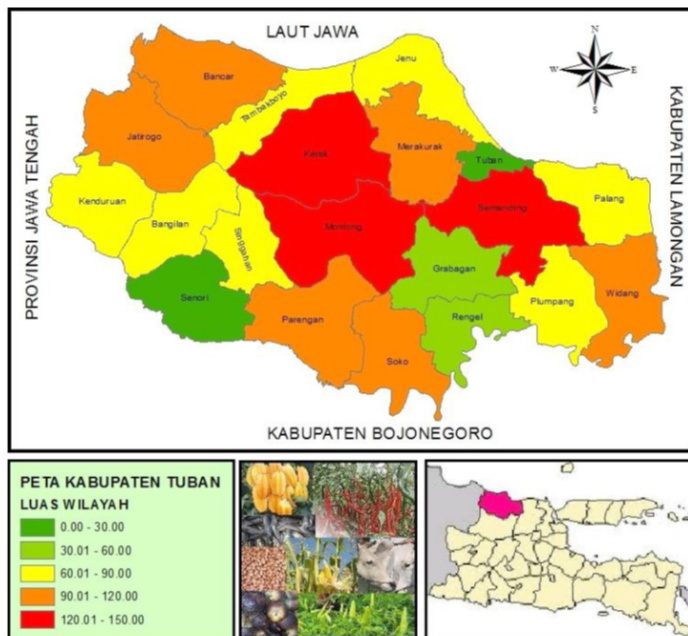 LAUT JAWA
N
W
E
S
PROVINSI JAWA TENGAH
KABUPATEN LAMONGAN
Bancar
Jenu
Tambakboyo
Jatirogo
Kerek
Merakurak
Tuban
Kenduruan
Palang
Bangilan
Singgahan
Montong
Semanding
Grabagan
Senori
Plumpang
Widang
Parengan
Rengel
Soko
KABUPATEN BOJONEGORO
PETA KABUPATEN TUBAN
LUAS WILAYAH
0.00 - 30.00
30.01 - 60.00
60.01 - 90.00
90.01 - 120.00
120.01 - 150.00